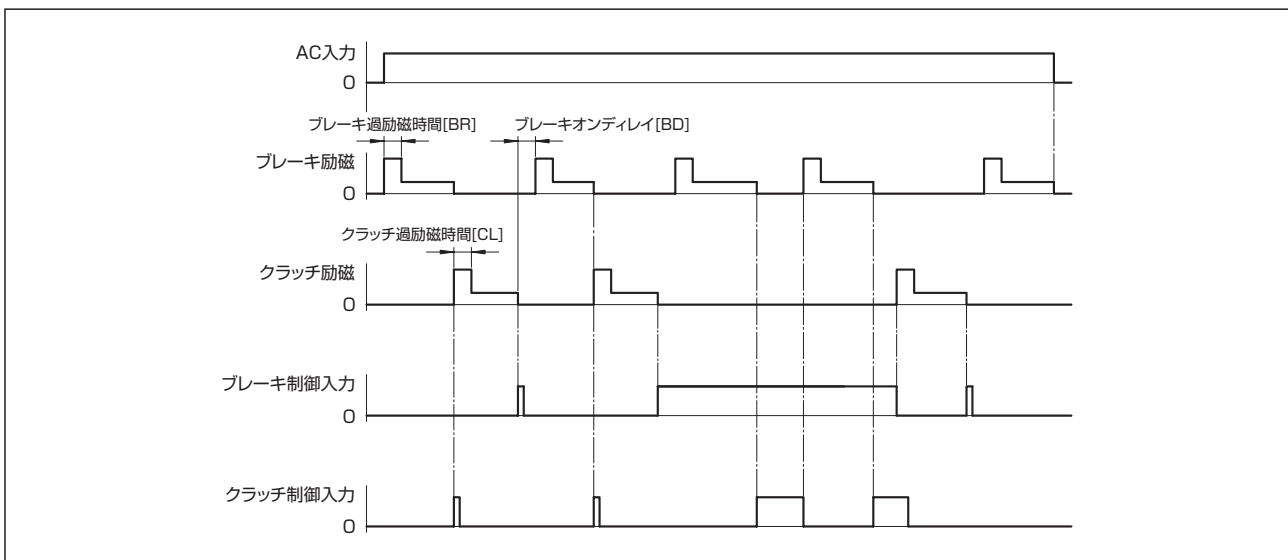 AC入力
0
ブレーキ過励磁時間[BR]
ブレーキオンディレイ[BD]
ブレーキ励磁
0
クラッチ過励磁時間[CL]
クラッチ励磁
0
ブレーキ制御入力
0
クラッチ制御入力
0